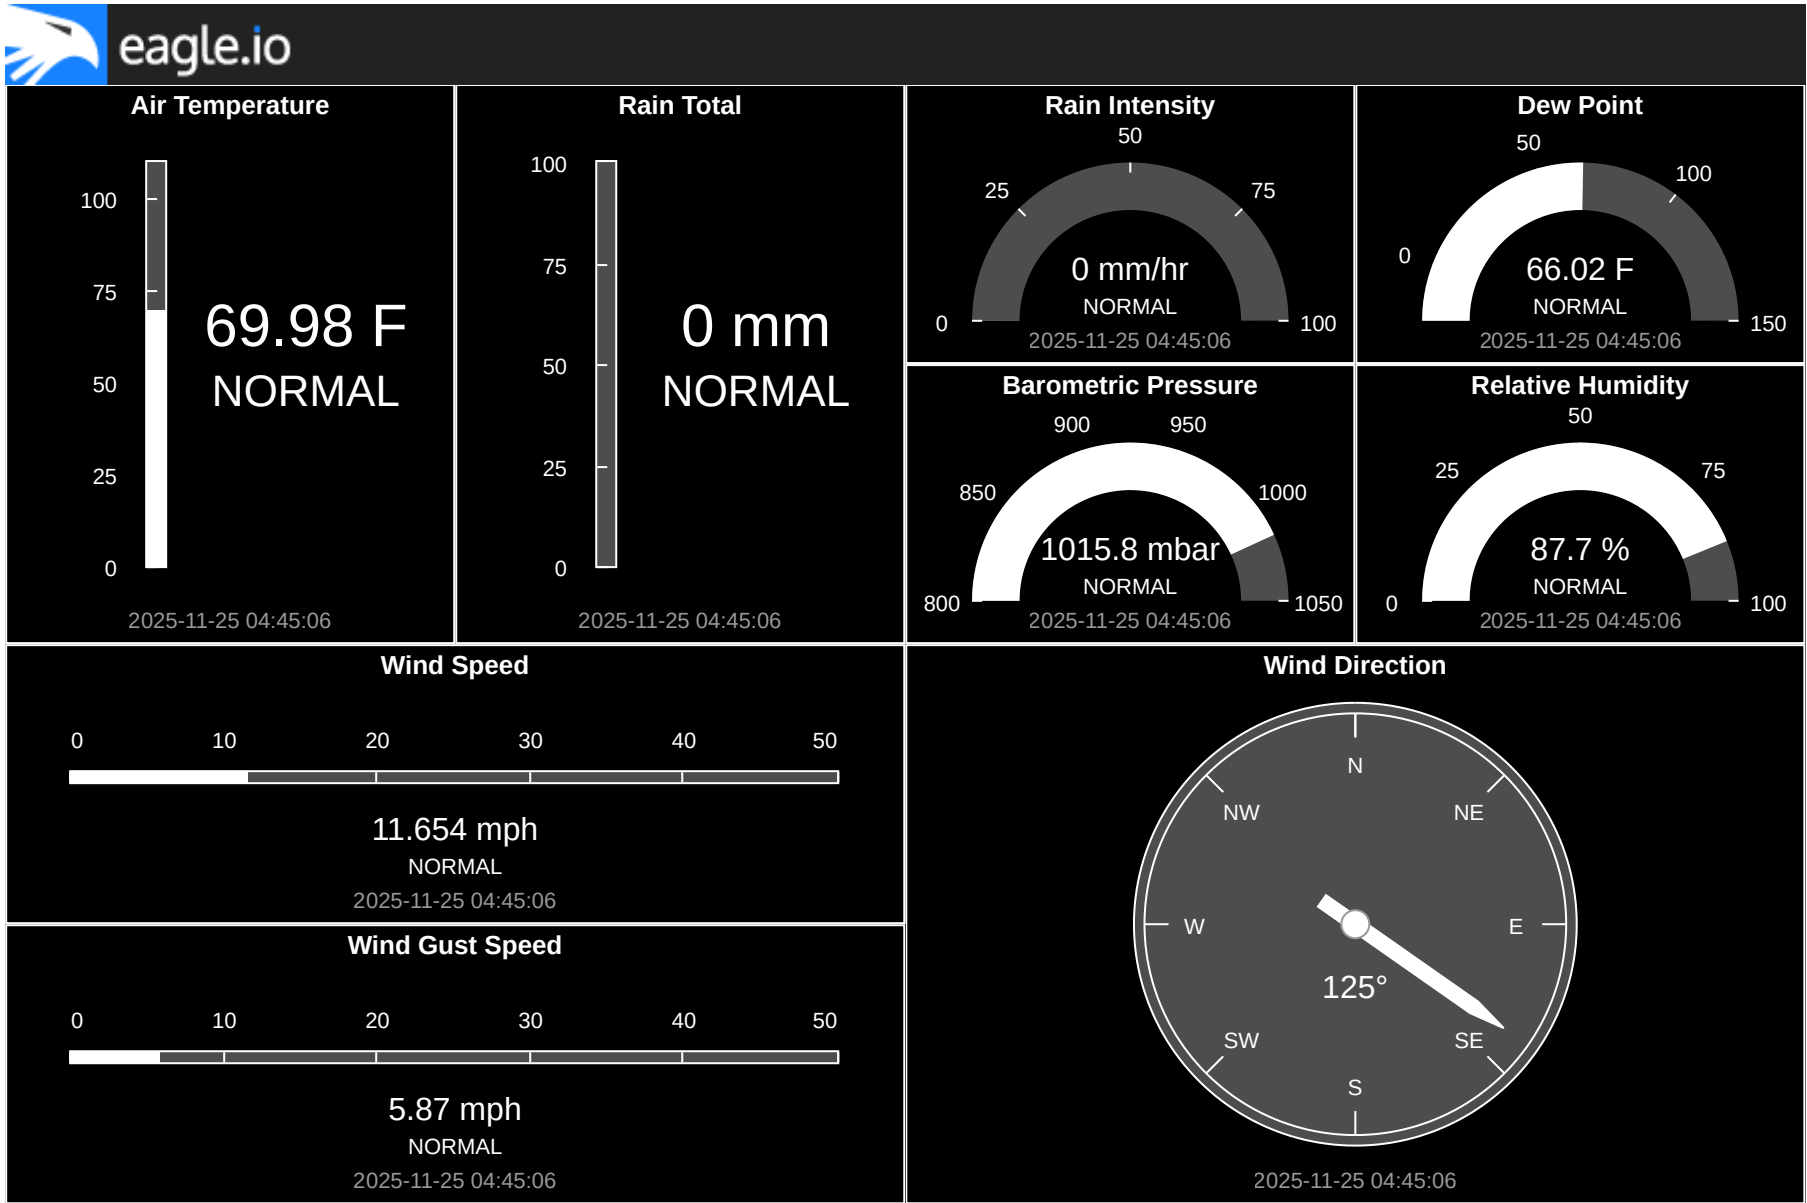 eagle.io
Air Temperature
100
75
50
25
0
69.98 F
NORMAL
2025-11-25 04:45:06
Rain Total
100
75
50
25
0
0 mm
NORMAL
2025-11-25 04:45:06
Rain Intensity
50
25
75
0
100
0 mm/hr
NORMAL
2025-11-25 04:45:06
Dew Point
50
100
0
150
66.02 F
NORMAL
2025-11-25 04:45:06
Barometric Pressure
900
950
850
1000
800
1050
1015.8 mbar
NORMAL
2025-11-25 04:45:06
Relative Humidity
50
25
75
0
100
87.7 %
NORMAL
2025-11-25 04:45:06
Wind Speed
0 10 20 30 40 50
11.654 mph
NORMAL
2025-11-25 04:45:06
Wind Gust Speed
0 10 20 30 40 50
5.87 mph
NORMAL
2025-11-25 04:45:06
Wind Direction
N
NW
NE
W
E
125°
SW
SE
S
2025-11-25 04:45:06